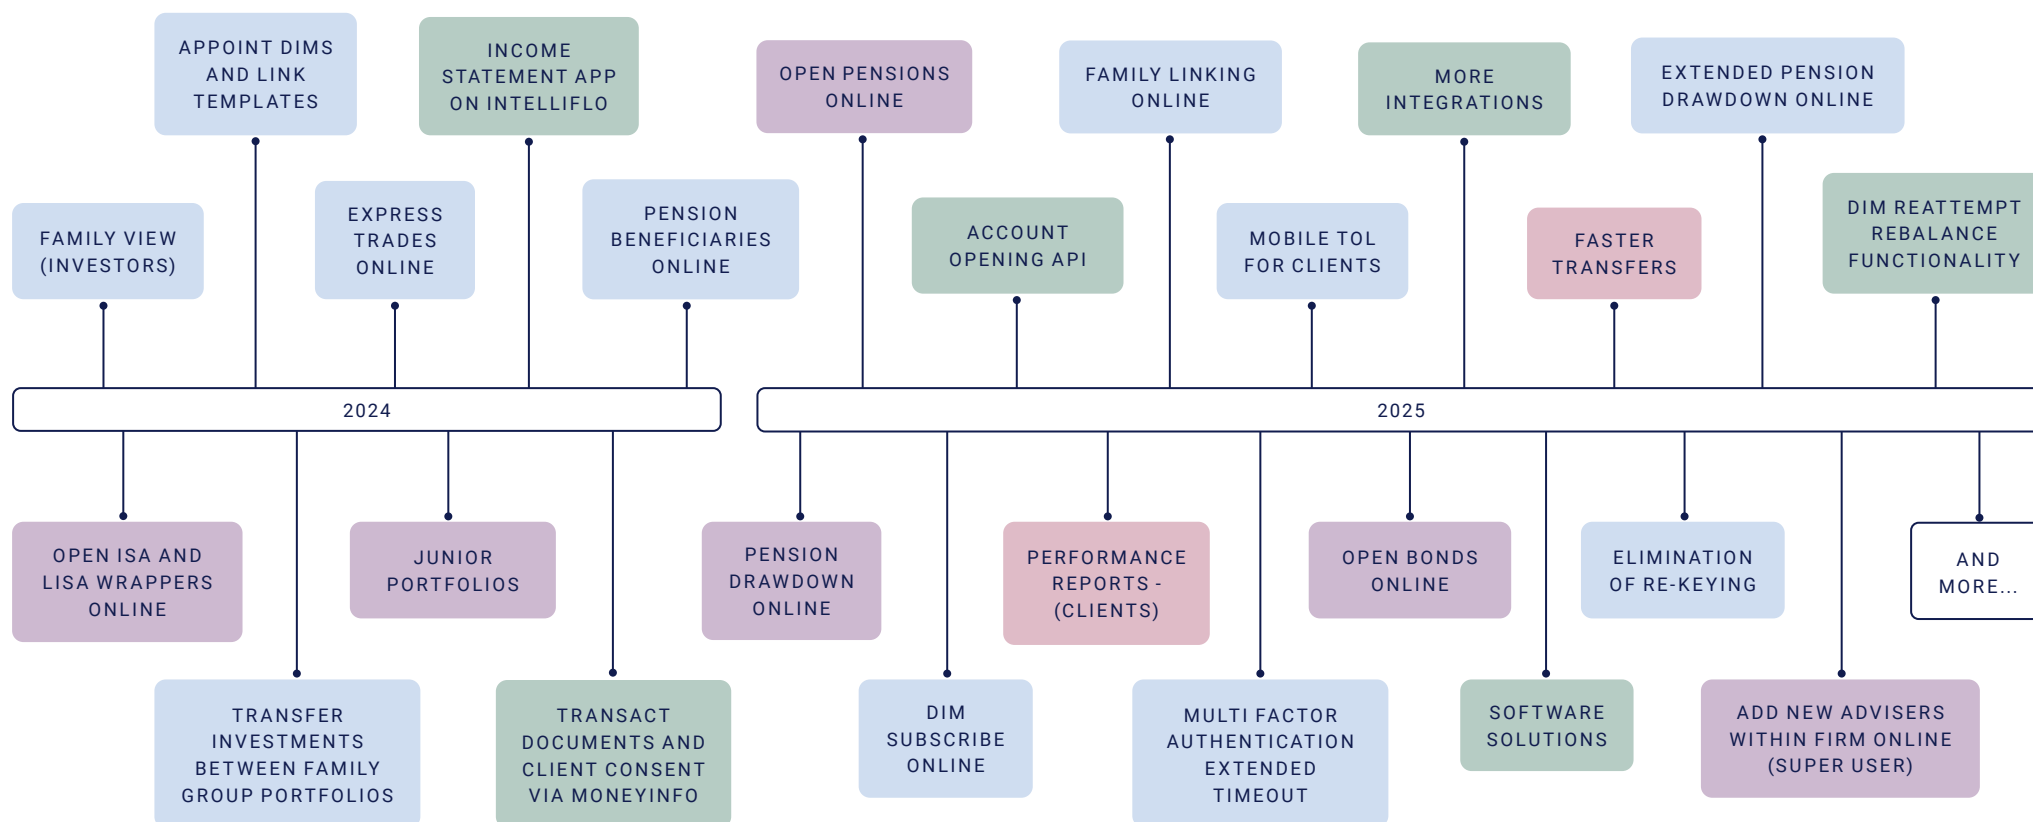 APPOINT DIMS
AND LINK
TEMPLATES
INCOME
STATEMENT APP
ON INTELLIFLO
OPEN PENSIONS
ONLINE
FAMILY LINKING
ONLINE
MORE
INTEGRATIONS
EXTENDED PENSION
DRAWDOWN ONLINE
FAMILY VIEW
(INVESTORS)
EXPRESS
TRADES
ONLINE
PENSION
BENEFICIARIES
ONLINE
ACCOUNT
OPENING API
MOBILE TOL
FOR CLIENTS
FASTER
TRANSFERS
DIM REATTEMPT
REBALANCE
FUNCTIONALITY
2024
2025
OPEN ISA AND
LISA WRAPPERS
ONLINE
JUNIOR
PORTFOLIOS
PENSION
DRAWDOWN
ONLINE
PERFORMANCE
REPORTS -
(CLIENTS)
OPEN BONDS
ONLINE
ELIMINATION
OF RE-KEYING
AND
MORE...
TRANSFER
INVESTMENTS
BETWEEN FAMILY
GROUP PORTFOLIOS
TRANSACT
DOCUMENTS AND
CLIENT CONSENT
VIA MONEYINFO
DIM
SUBSCRIBE
ONLINE
MULTI FACTOR
AUTHENTICATION
EXTENDED
TIMEOUT
SOFTWARE
SOLUTIONS
ADD NEW ADVISERS
WITHIN FIRM ONLINE
(SUPER USER)